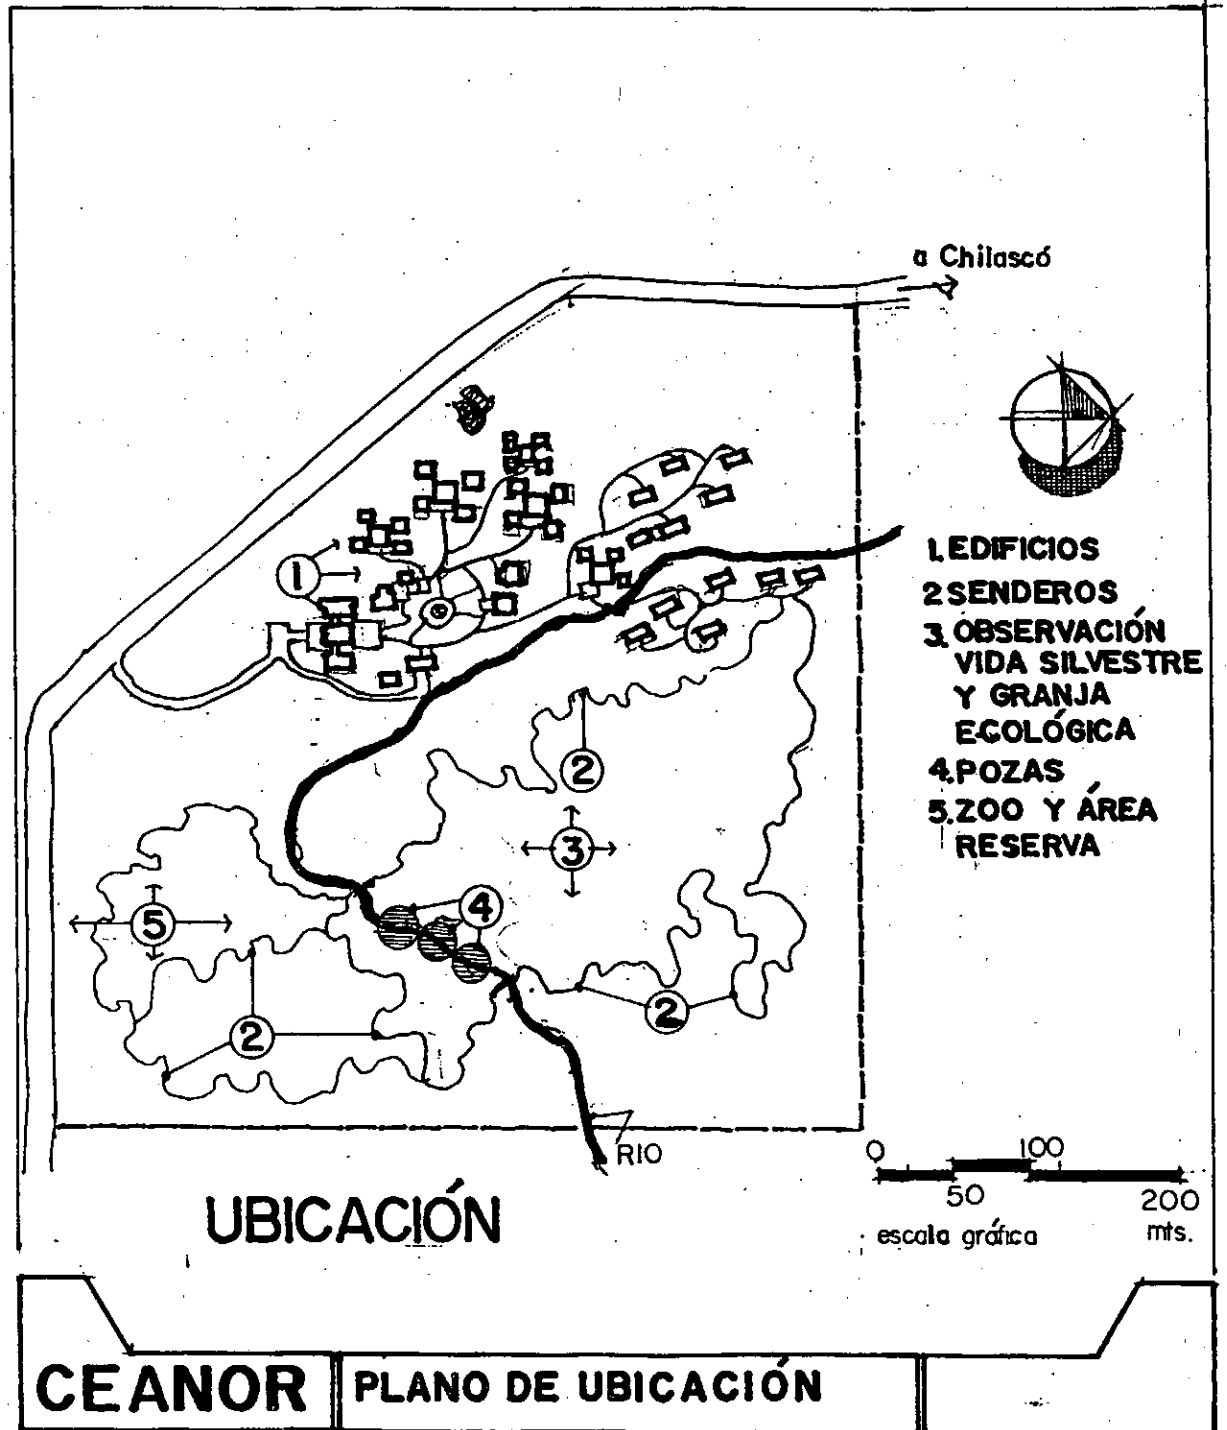 a Chilascó
1. EDIFICIOS
2 SENDEROS
3. OBSERVACIÓN
VIDA SILVESTRE
Y GRANJA
ECOLÓGICA
4. POZAS
5. ZOO Y ÁREA
RESERVA
1
2
3
4
5
2
2
RIO
0 100
50 200
escala gráfica mts.
UBICACIÓN
CEANOR PLANO DE UBICACIÓN